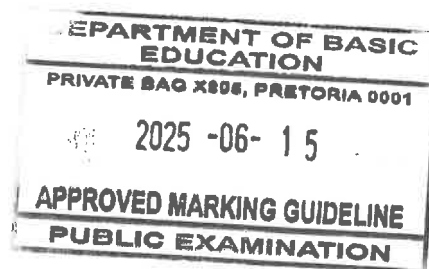 EPARTMENT OF BASIC
EDUCATION
PRIVATE BAG X895, PRETORIA 0001
2025 -06- 15
APPROVED MARKING GUIDELINE
PUBLIC EXAMINATION